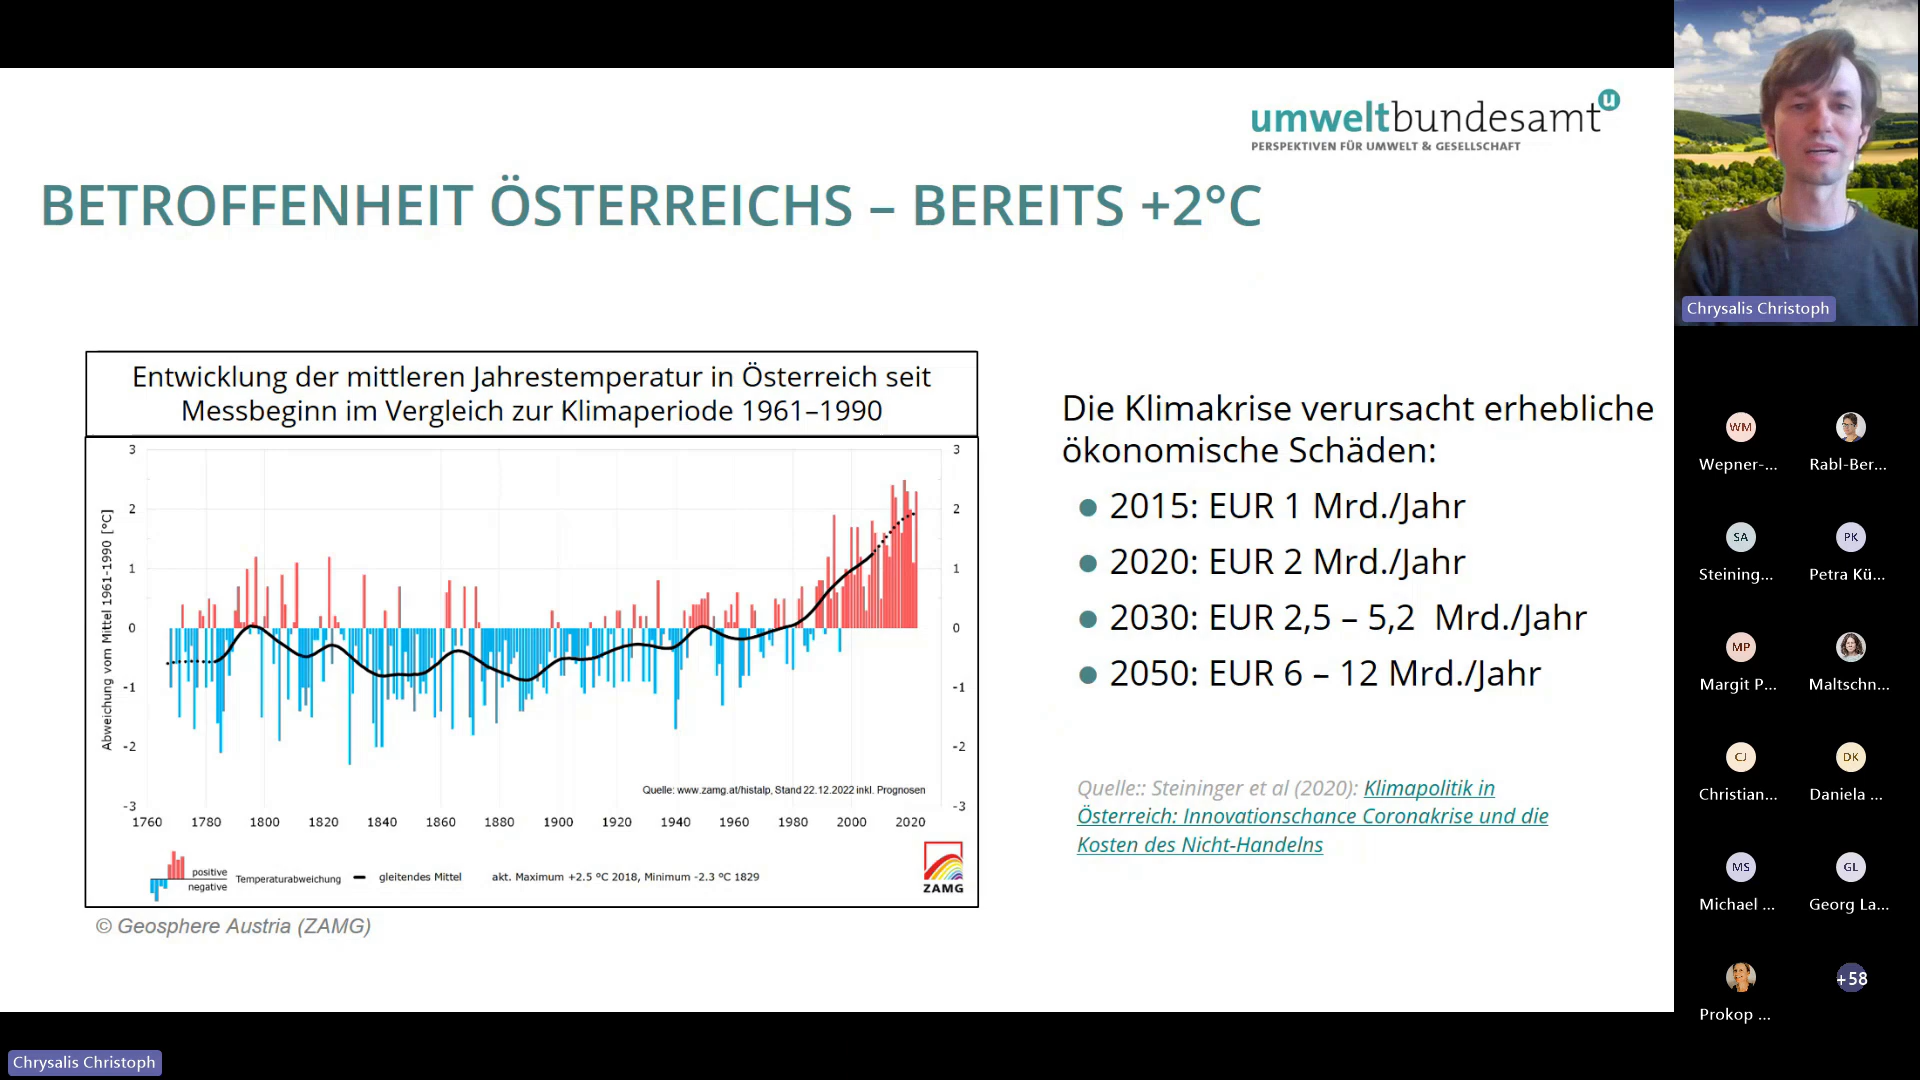 umweltbundesamt u
PERSPEKTIVEN FÜR UMWELT & GESELLSCHAFT
BETROFFENHEIT ÖSTERREICHS – BEREITS +2°C
Entwicklung der mittleren Jahrestemperatur in Österreich seit
Messbeginn im Vergleich zur Klimaperiode 1961–1990
Abweichung vom Mittel 1961-1990 [°C]
3 3
2 2
1 1
0 0
-1 -1
-2 -2
-3 -3
Quelle: www.zamg.at/histalp, Stand 22.12.2022 inkl. Prognosen
1760 1780 1800 1820 1840 1860 1880 1900 1920 1940 1960 1980 2000 2020
positive
negative
Temperaturabweichung
gleitendes Mittel
akt. Maximum +2.5 °C 2018, Minimum -2.3 °C 1829
ZAMG
© Geosphere Austria (ZAMG)
Die Klimakrise verursacht erhebliche
ökonomische Schäden:
● 2015: EUR 1 Mrd./Jahr
● 2020: EUR 2 Mrd./Jahr
● 2030: EUR 2,5 – 5,2 Mrd./Jahr
● 2050: EUR 6 – 12 Mrd./Jahr
Quelle:: Steininger et al (2020): Klimapolitik in
Österreich: Innovationschance Coronakrise und die
Kosten des Nicht-Handelns
Chrysalis Christoph
WM
Wepner-... Rabl-Ber...
SA PK
Steining... Petra Kü...
MP
Margit P... Maltschn...
CJ DK
Christian... Daniela ...
MS GL
Michael ... Georg La...
+58
Prokop ...
Chrysalis Christoph